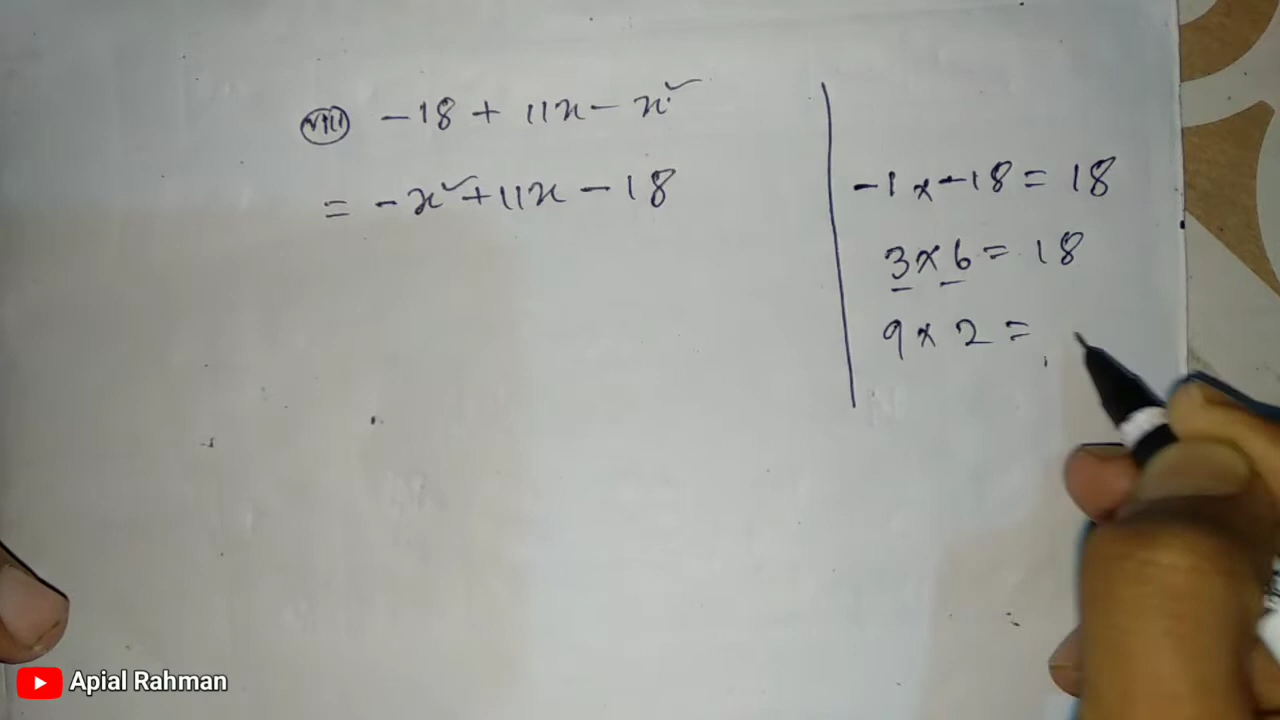 (viii) -18 + 11x - x²
= -x² + 11x - 18
-1 x -18 = 18
3 x 6 = 18
9 x 2 =
Apial Rahman